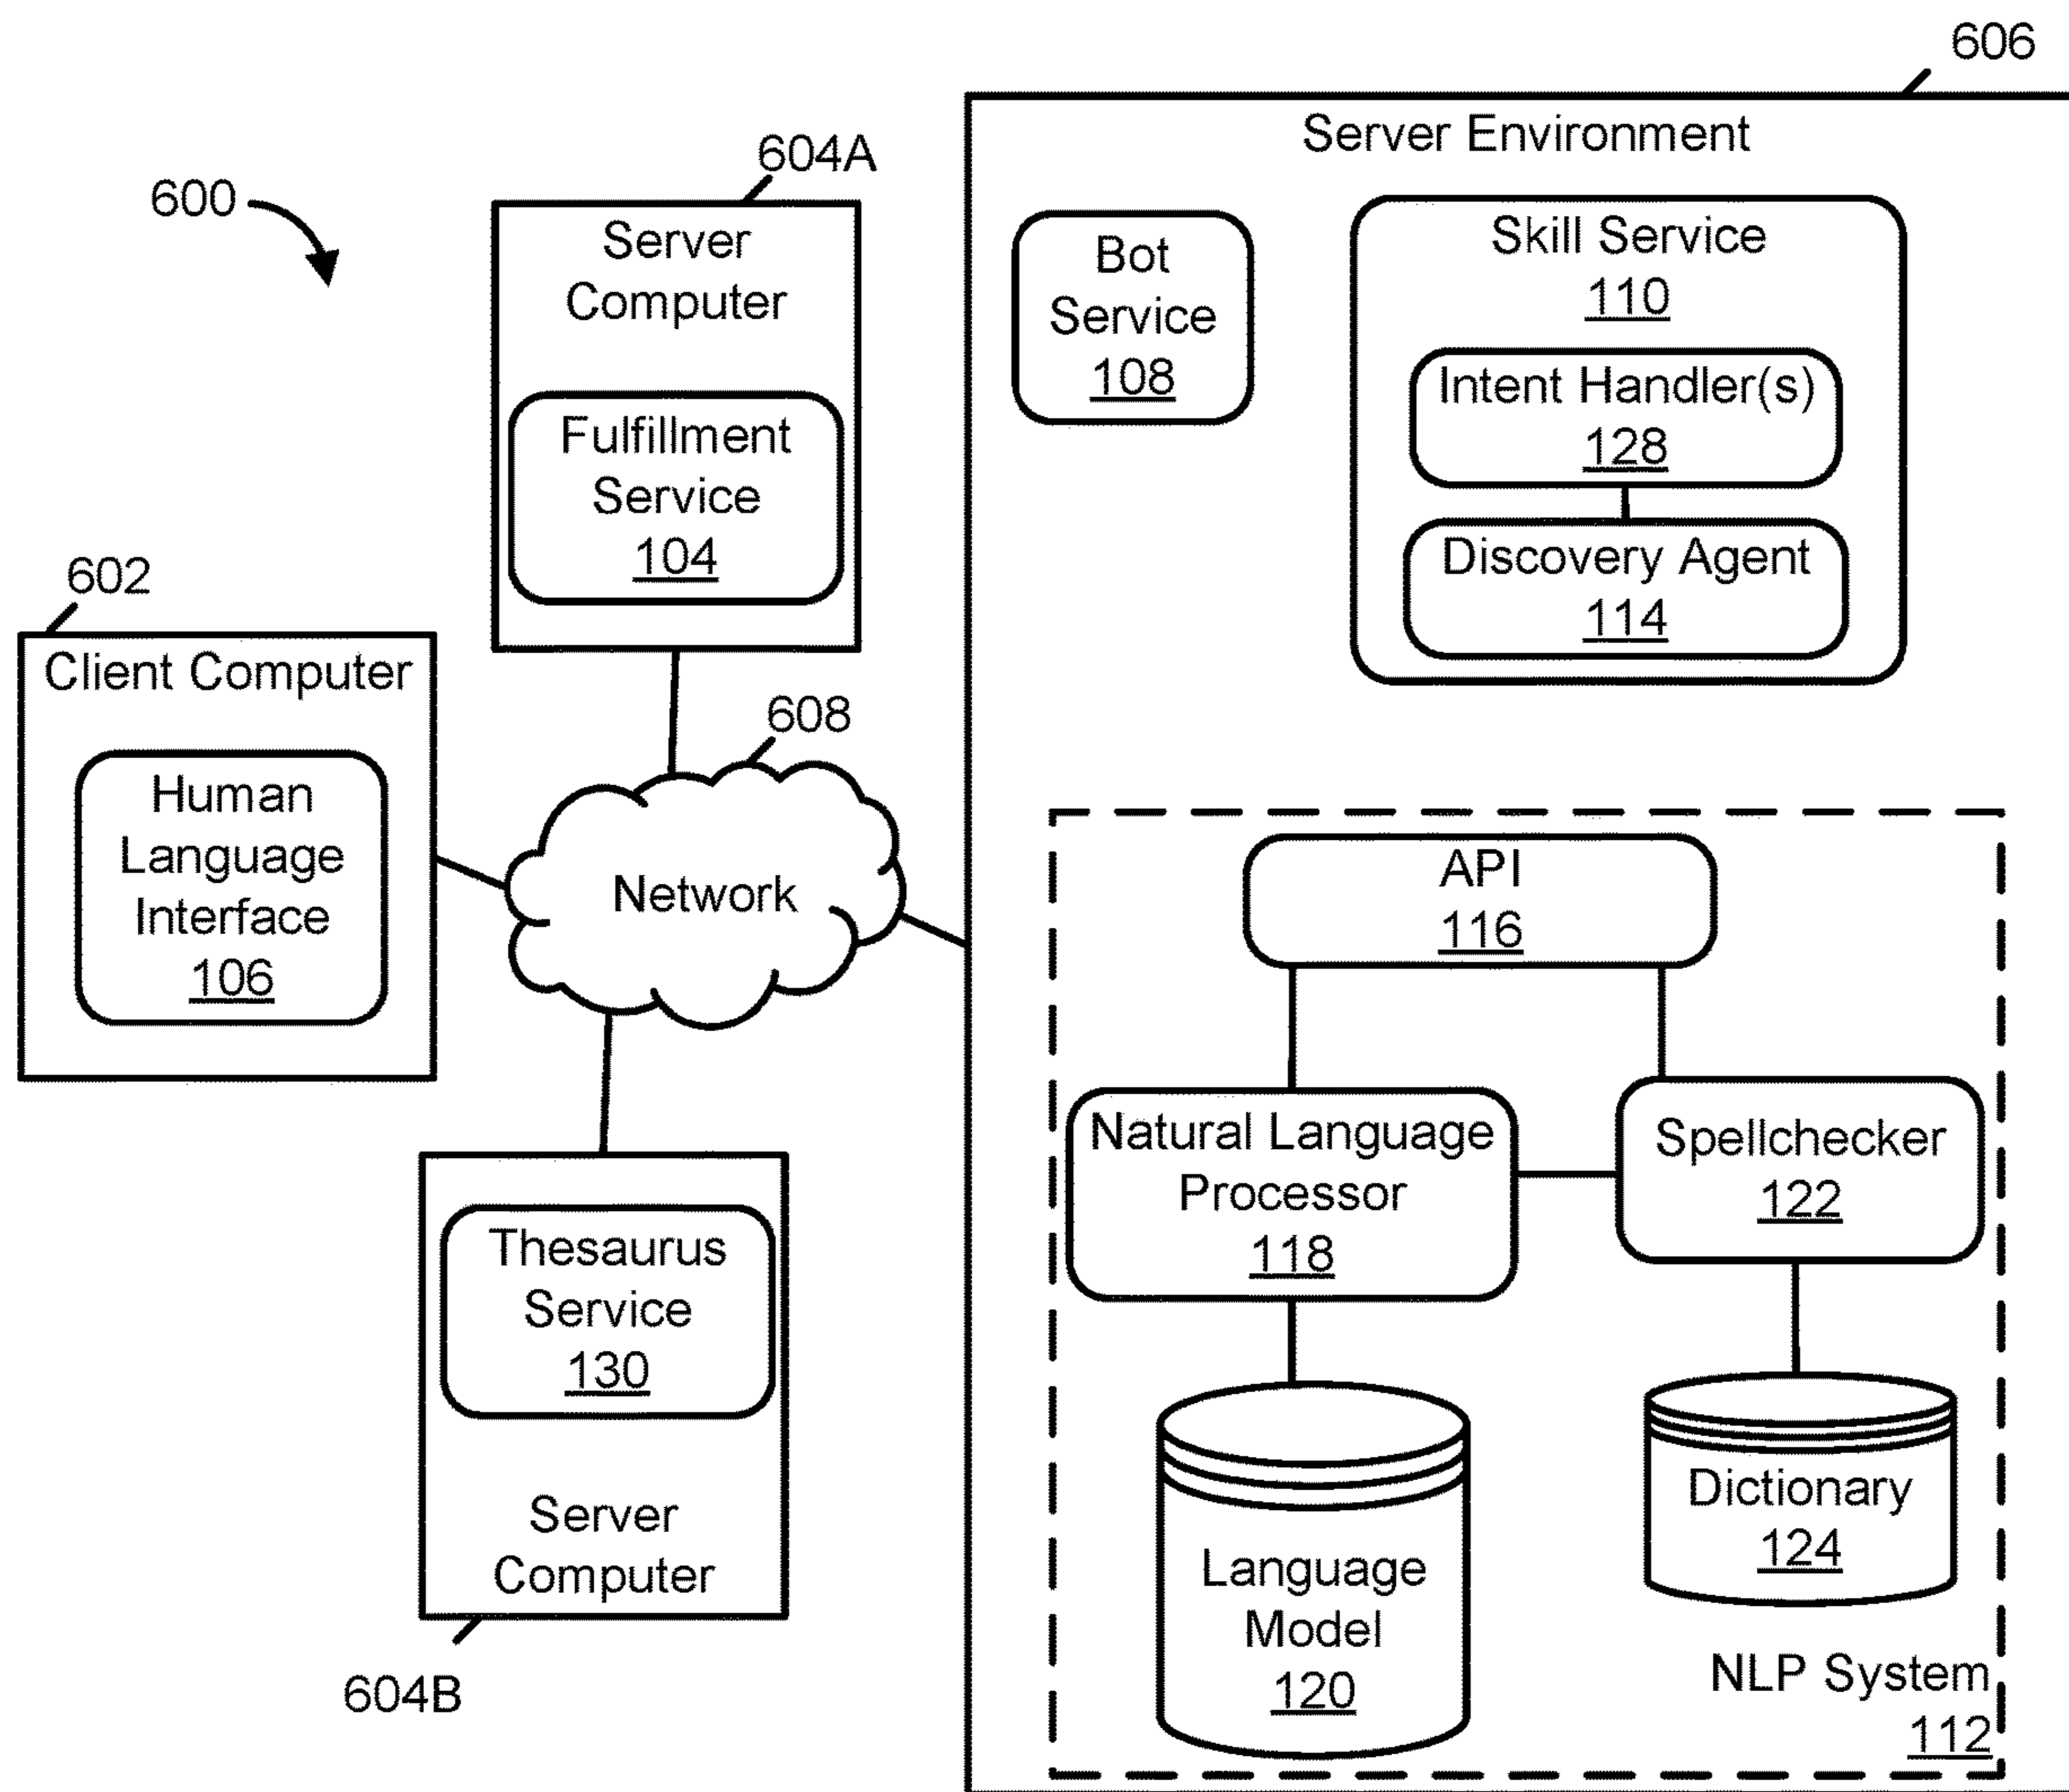 600
604A
Server
Computer
Fulfillment
Service
104
602
Client Computer
Human
Language
Interface
106
608
Network
Thesaurus
Service
130
Server
Computer
604B
606
Server Environment
Bot
Service
108
Skill Service
110
Intent Handler(s)
128
Discovery Agent
114
API
116
Natural Language
Processor
118
Spellchecker
122
Language
Model
120
Dictionary
124
NLP System
112